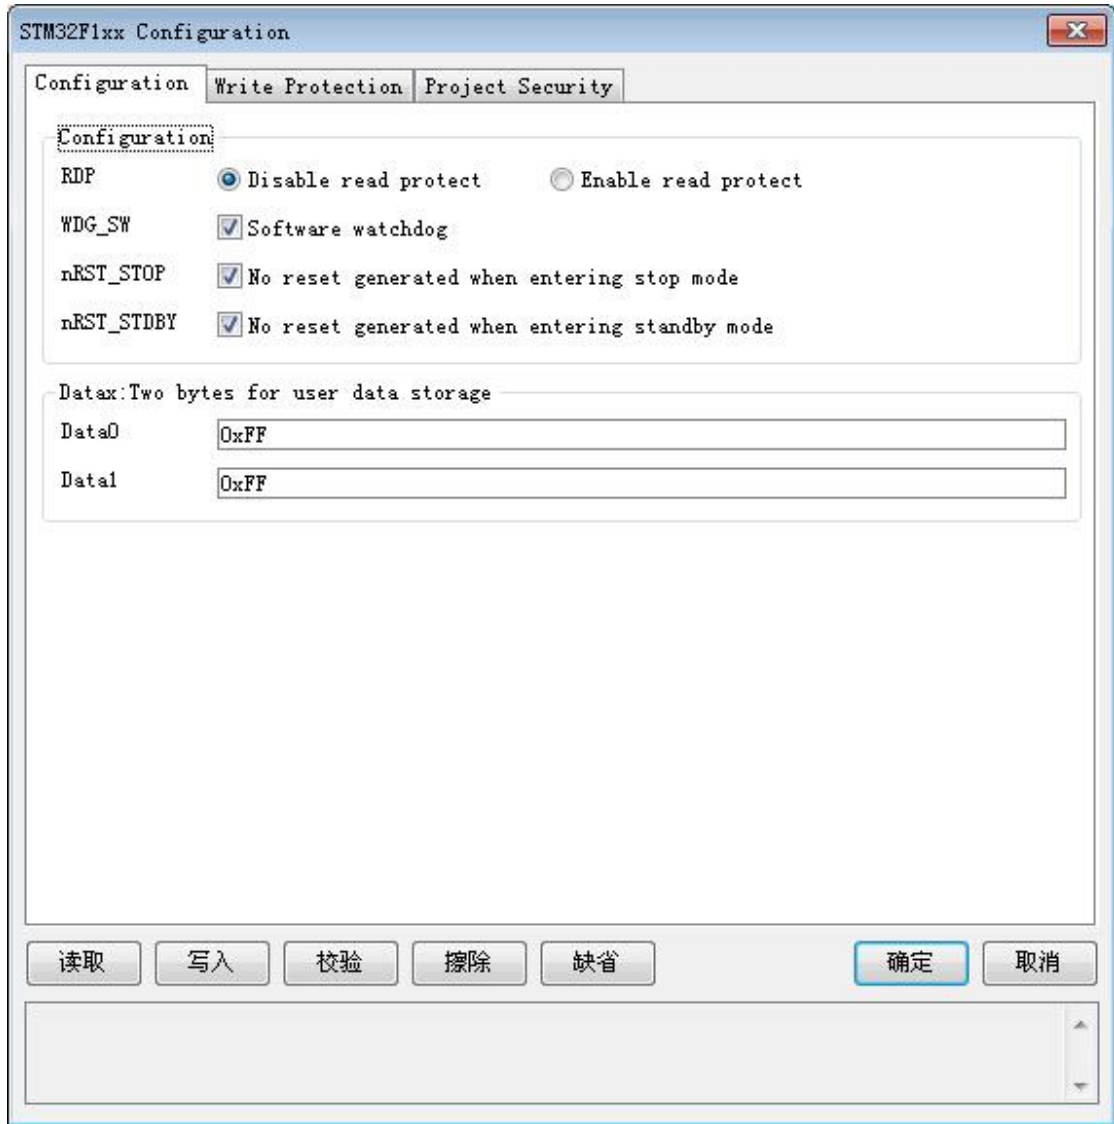 STM32F1xx Configuration
Configuration Write Protection Project Security
Configuration
RDP Disable read protect Enable read protect
WDG_SW Software watchdog
nRST_STOP No reset generated when entering stop mode
nRST_STDBY No reset generated when entering standby mode
Datax:Two bytes for user data storage
Data0 0xFF
Data1 0xFF
读取 写入 校验 擦除 缺省 确定 取消